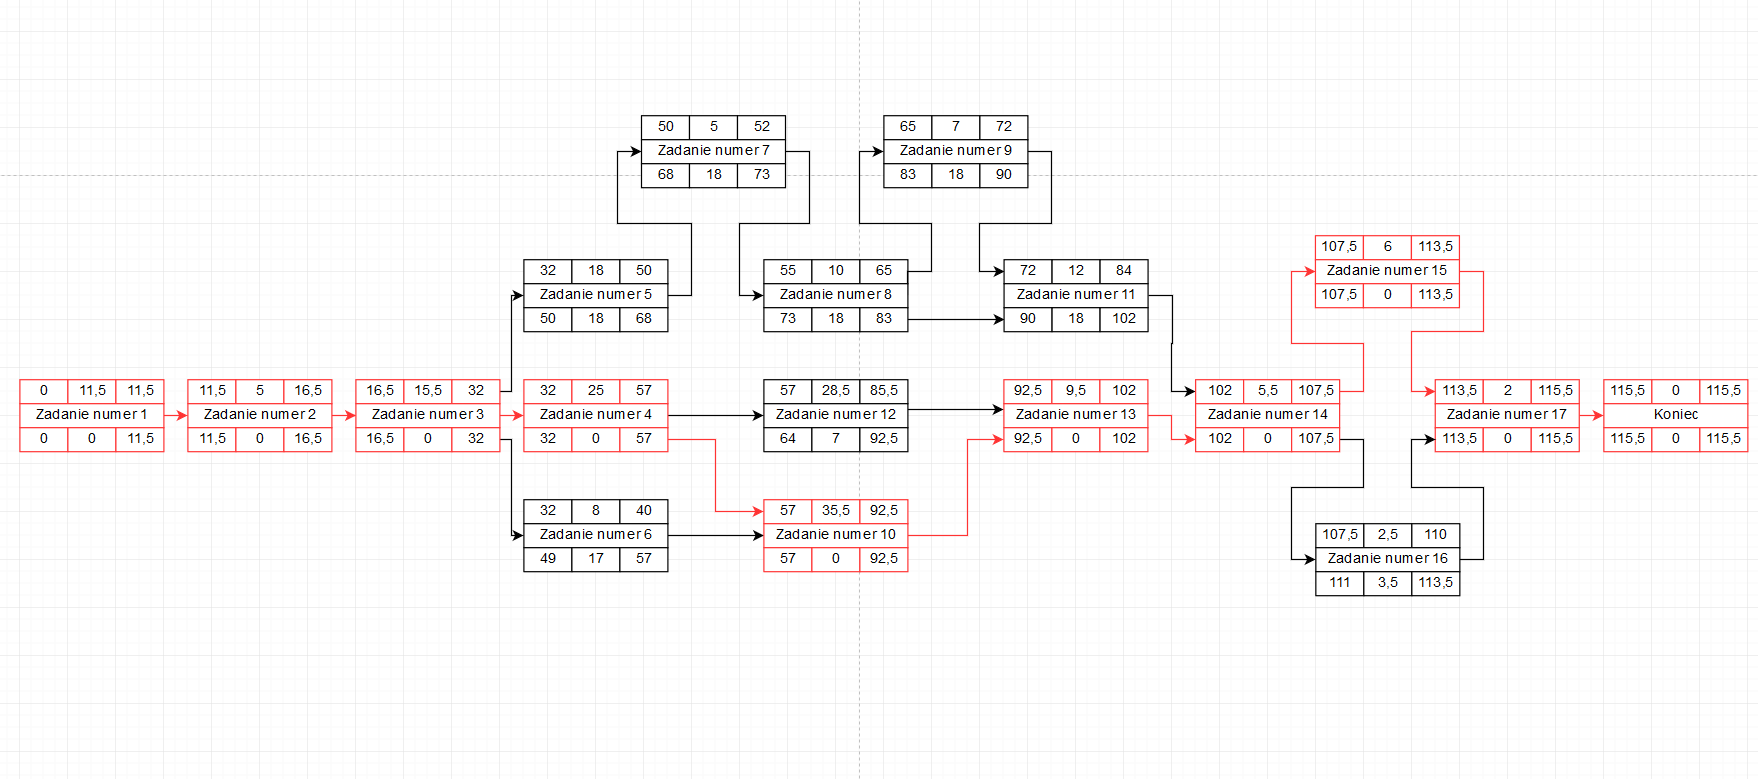 50 5 52
Zadanie numer 7
68 18 73
65 7 72
Zadanie numer 9
83 18 90
32 18 50
Zadanie numer 5
50 18 68
55 10 65
Zadanie numer 8
73 18 83
72 12 84
Zadanie numer 11
90 18 102
107,5 6 113,5
Zadanie numer 15
107,5 0 113,5
0 11,5 11,5
Zadanie numer 1
0 0 11,5
11,5 5 16,5
Zadanie numer 2
11,5 0 16,5
16,5 15,5 32
Zadanie numer 3
16,5 0 32
32 25 57
Zadanie numer 4
32 0 57
57 28,5 85,5
Zadanie numer 12
64 7 92,5
92,5 9,5 102
Zadanie numer 13
92,5 0 102
102 5,5 107,5
Zadanie numer 14
102 0 107,5
113,5 2 115,5
Zadanie numer 17
113,5 0 115,5
115,5 0 115,5
Koniec
115,5 0 115,5
32 8 40
Zadanie numer 6
49 17 57
57 35,5 92,5
Zadanie numer 10
57 0 92,5
107,5 2,5 110
Zadanie numer 16
111 3,5 113,5